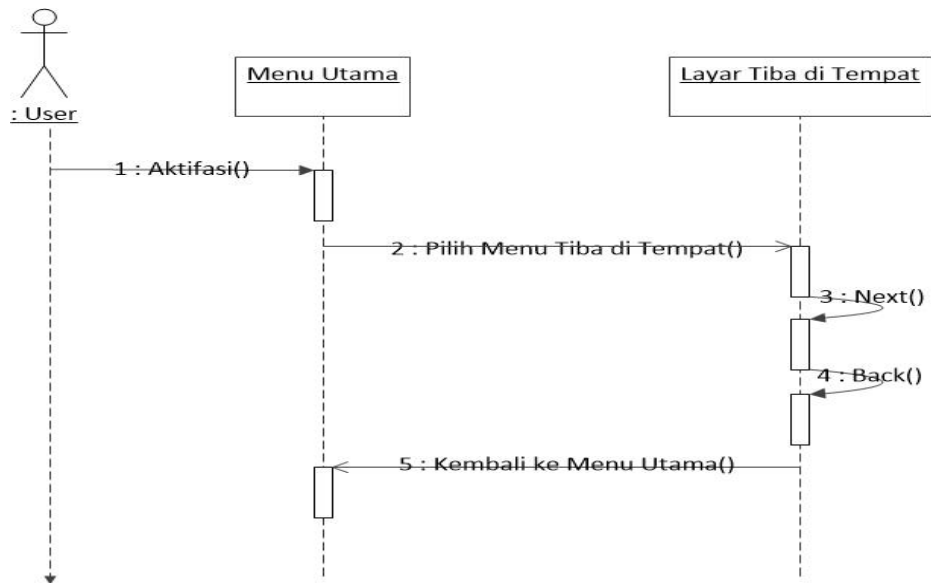 : User
Menu Utama
Layar Tiba di Tempat
1 : Aktifasi()
2 : Pilih Menu Tiba di Tempat()
3 : Next()
4 : Back()
5 : Kembali ke Menu Utama()